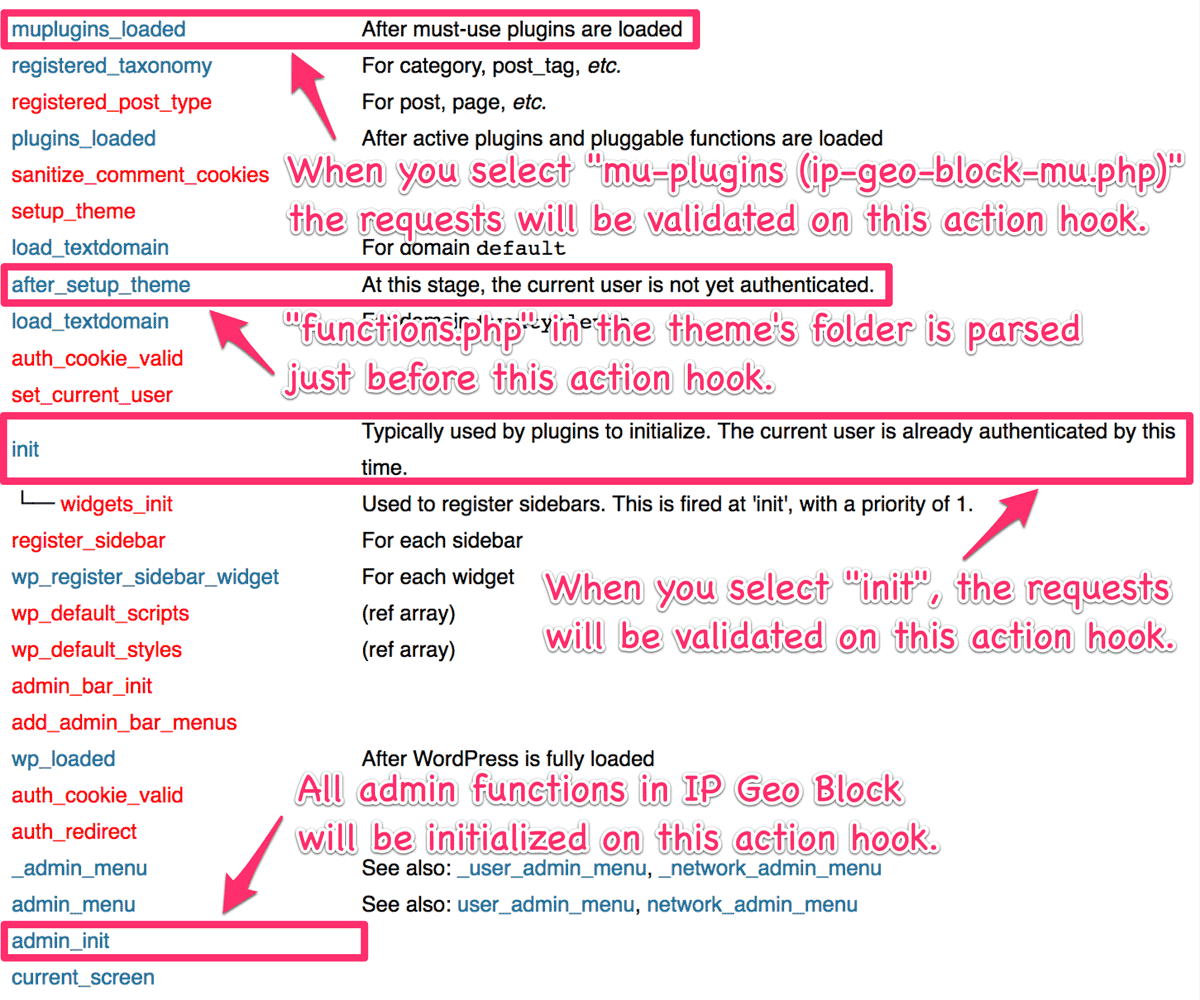 muplugins_loaded After must-use plugins are loaded
registered_taxonomy For category, post_tag, etc.
registered_post_type For post, page, etc.
plugins_loaded After active plugins and pluggable functions are loaded
sanitize_comment_cookies When you select "mu-plugins (ip-geo-block-mu.php)"
setup_theme the requests will be validated on this action hook.
load_textdomain For domain default
after_setup_theme At this stage, the current user is not yet authenticated.
load_textdomain For domain
"functions.php" in the theme's folder is parsed
auth_cookie_valid just before this action hook.
set_current_user
init Typically used by plugins to initialize. The current user is already authenticated by this
time.
widgets_init Used to register sidebars. This is fired at 'init', with a priority of 1.
register_sidebar For each sidebar
wp_register_sidebar_widget For each widget When you select "init", the requests
wp_default_scripts (ref array) will be validated on this action hook.
wp_default_styles (ref array)
admin_bar_init
add_admin_bar_menus
wp_loaded After WordPress is fully loaded
auth_cookie_valid All admin functions in IP Geo Block
auth_redirect will be initialized on this action hook.
_admin_menu See also: _user_admin_menu, _network_admin_menu
admin_menu See also: user_admin_menu, network_admin_menu
admin_init
current_screen